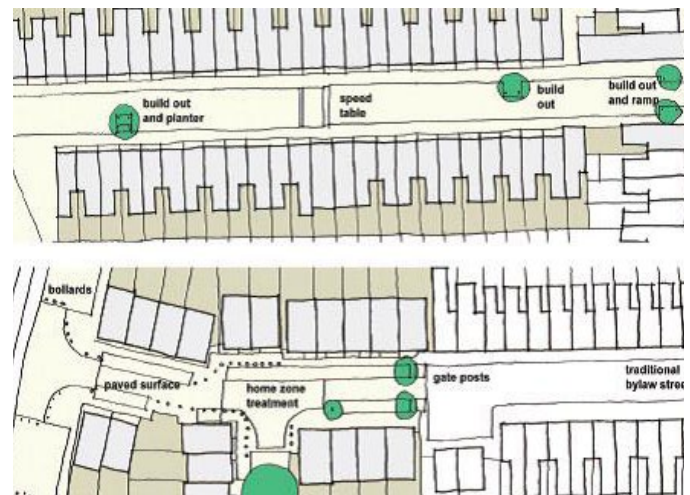 build out
and planter
speed
table
build
out
build out
and ramp
bollards
paved surface
home zone
treatment
gate posts
traditional
bylaw stree